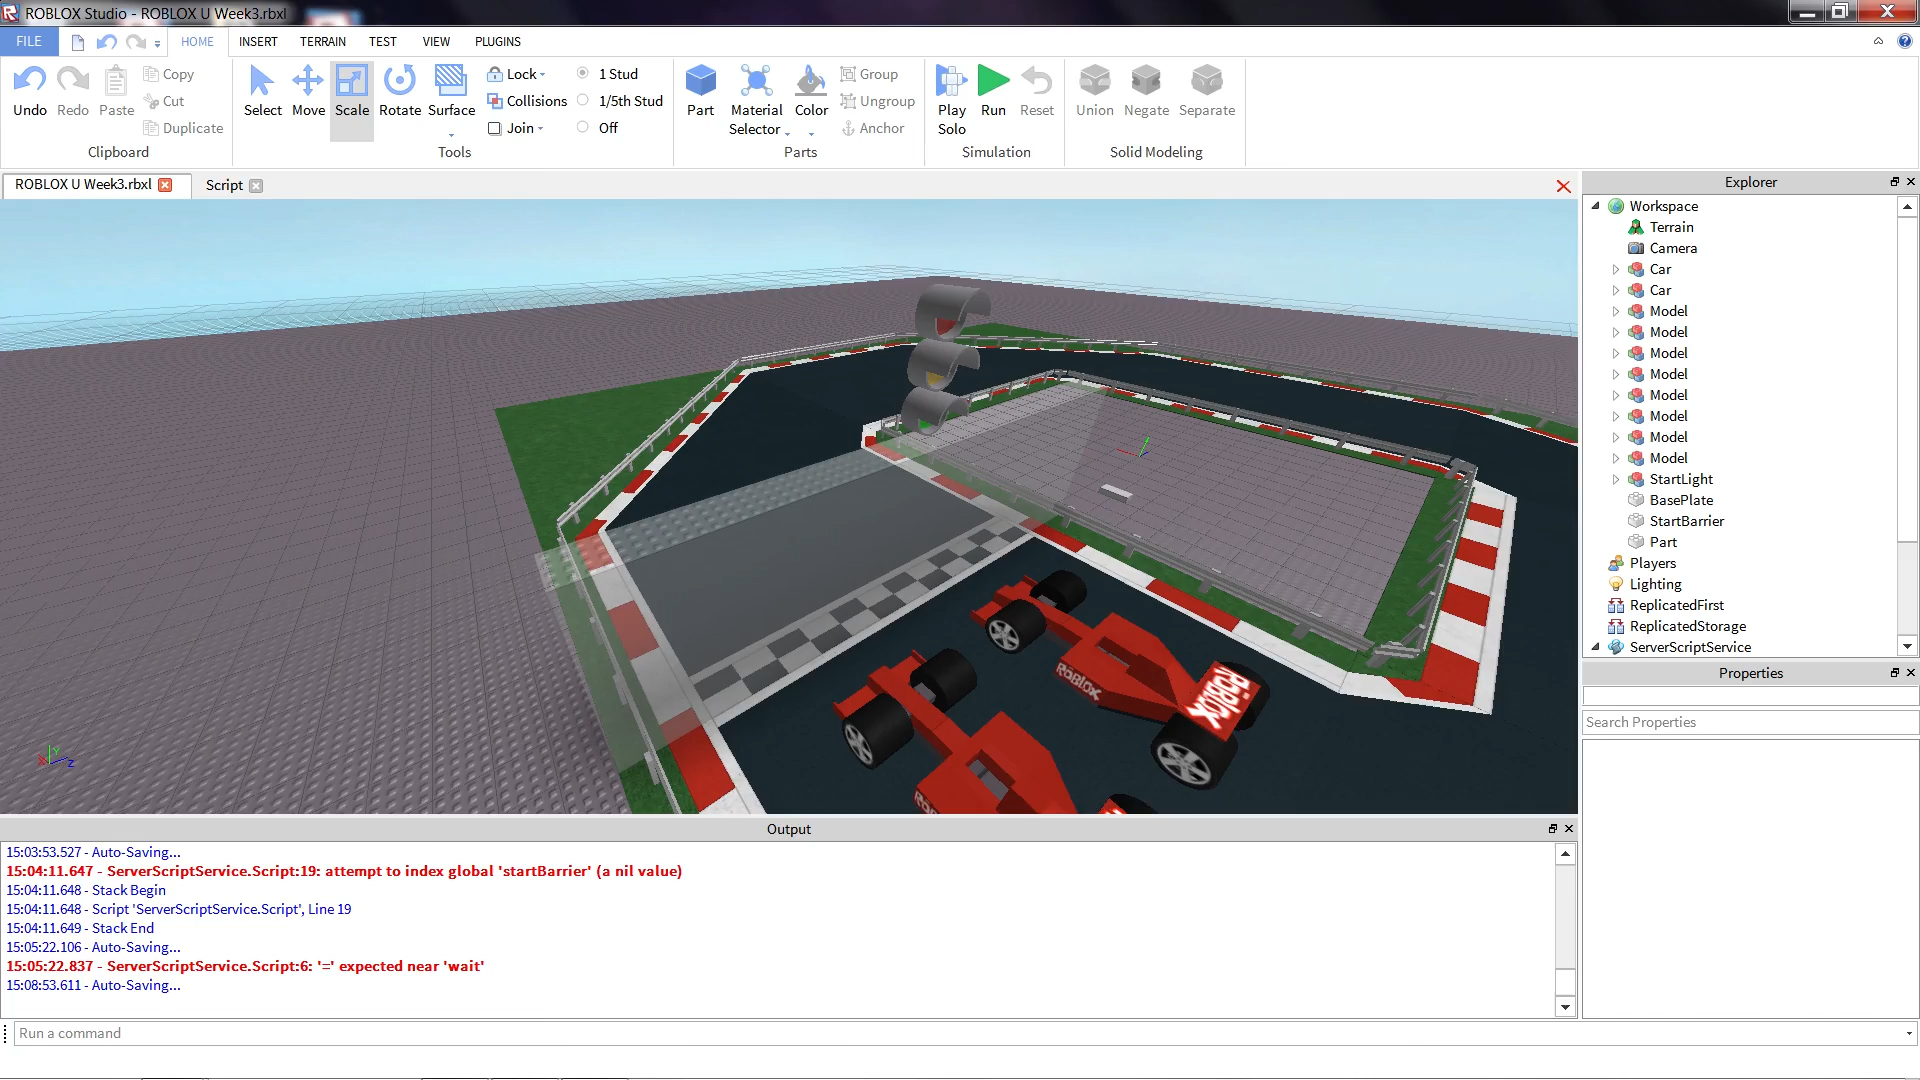 ROBLOX Studio - ROBLOX U Week3.rbxl
FILE HOME INSERT TERRAIN TEST VIEW PLUGINS
Undo Redo Paste Copy Cut Duplicate
Clipboard
Select Move Scale Rotate Surface Lock Collisions Join 1 Stud 1/5th Stud Off
Tools
Part Material Selector Color Group Ungroup Anchor
Parts
Play Solo Run Reset
Simulation
Union Negate Separate
Solid Modeling
ROBLOX U Week3.rbxl Script
Explorer
Workspace
Terrain
Camera
Car
Car
Model
Model
Model
Model
Model
Model
Model
Model
StartLight
BasePlate
StartBarrier
Part
Players
Lighting
ReplicatedFirst
ReplicatedStorage
ServerScriptService
Properties
Search Properties
ROBLOX
ROBLOX
Y
X
Z
Output
15:03:53.527 - Auto-Saving...
15:04:11.647 - ServerScriptService.Script:19: attempt to index global 'startBarrier' (a nil value)
15:04:11.648 - Stack Begin
15:04:11.648 - Script 'ServerScriptService.Script', Line 19
15:04:11.649 - Stack End
15:05:22.106 - Auto-Saving...
15:05:22.837 - ServerScriptService.Script:6: '=' expected near 'wait'
15:08:53.611 - Auto-Saving...
Run a command